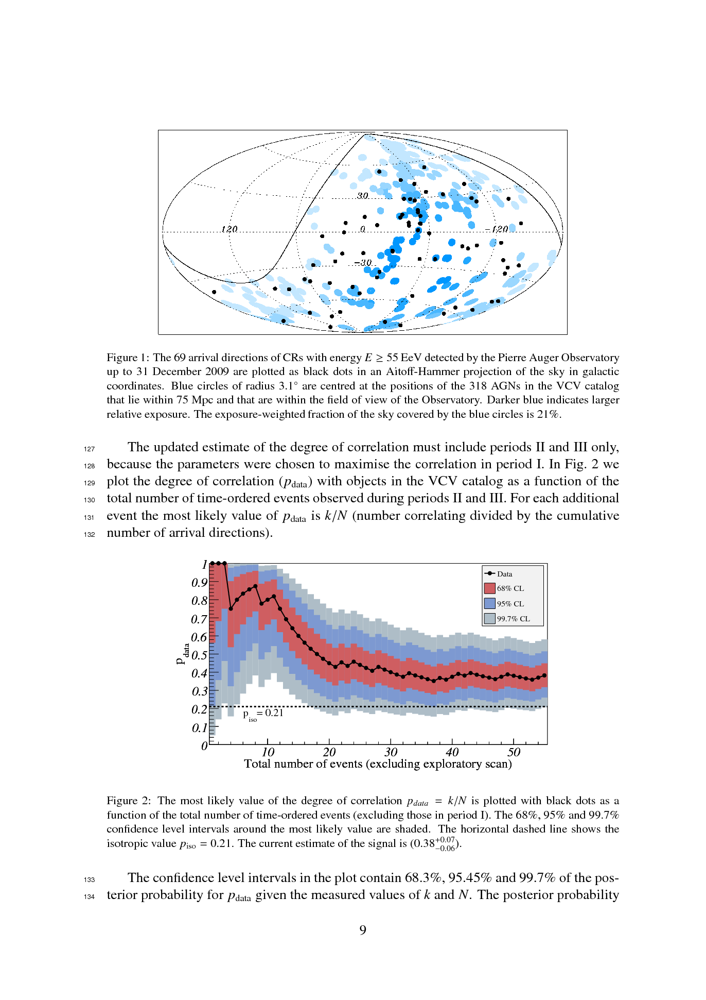 30
120
0
−120
−30
Figure 1: The 69 arrival directions of CRs with energy E ≥ 55 EeV detected by the Pierre Auger Observatory
up to 31 December 2009 are plotted as black dots in an Aitoff-Hammer projection of the sky in galactic
coordinates. Blue circles of radius 3.1° are centred at the positions of the 318 AGNs in the VCV catalog
that lie within 75 Mpc and that are within the field of view of the Observatory. Darker blue indicates larger
relative exposure. The exposure-weighted fraction of the sky covered by the blue circles is 21%.
127 The updated estimate of the degree of correlation must include periods II and III only,
128 because the parameters were chosen to maximise the correlation in period I. In Fig. 2 we
129 plot the degree of correlation (pdata) with objects in the VCV catalog as a function of the
130 total number of time-ordered events observed during periods II and III. For each additional
131 event the most likely value of pdata is k/N (number correlating divided by the cumulative
132 number of arrival directions).
1
0.9
0.8
0.7
0.6
0.5
0.4
0.3
0.2
0.1
0
pdata
Data
68% CL
95% CL
99.7% CL
piso = 0.21
10 20 30 40 50
Total number of events (excluding exploratory scan)
Figure 2: The most likely value of the degree of correlation pdata = k/N is plotted with black dots as a
function of the total number of time-ordered events (excluding those in period I). The 68%, 95% and 99.7%
confidence level intervals around the most likely value are shaded. The horizontal dashed line shows the
isotropic value piso = 0.21. The current estimate of the signal is (0.38+0.07−0.06).
133 The confidence level intervals in the plot contain 68.3%, 95.45% and 99.7% of the pos-
134 terior probability for pdata given the measured values of k and N. The posterior probability
9